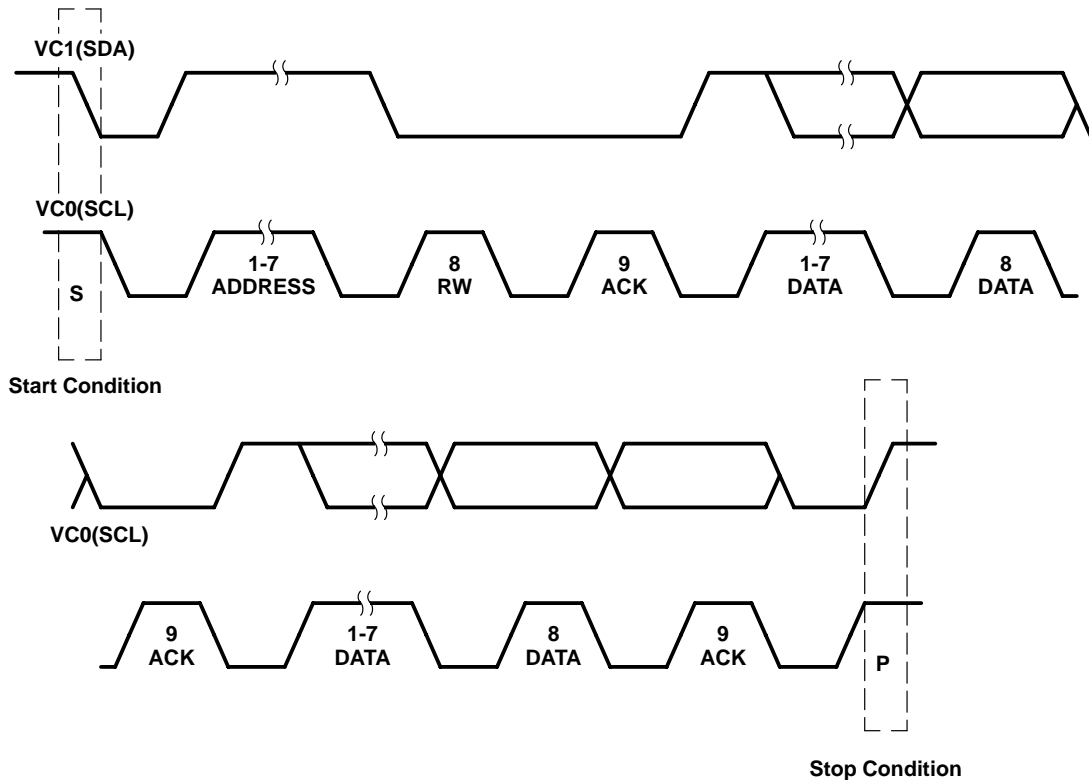 VC1(SDA)
VC0(SCL)
S
1-7
ADDRESS
8
RW
9
ACK
1-7
DATA
8
DATA
Start Condition
VC0(SCL)
9
ACK
1-7
DATA
8
DATA
9
ACK
P
Stop Condition